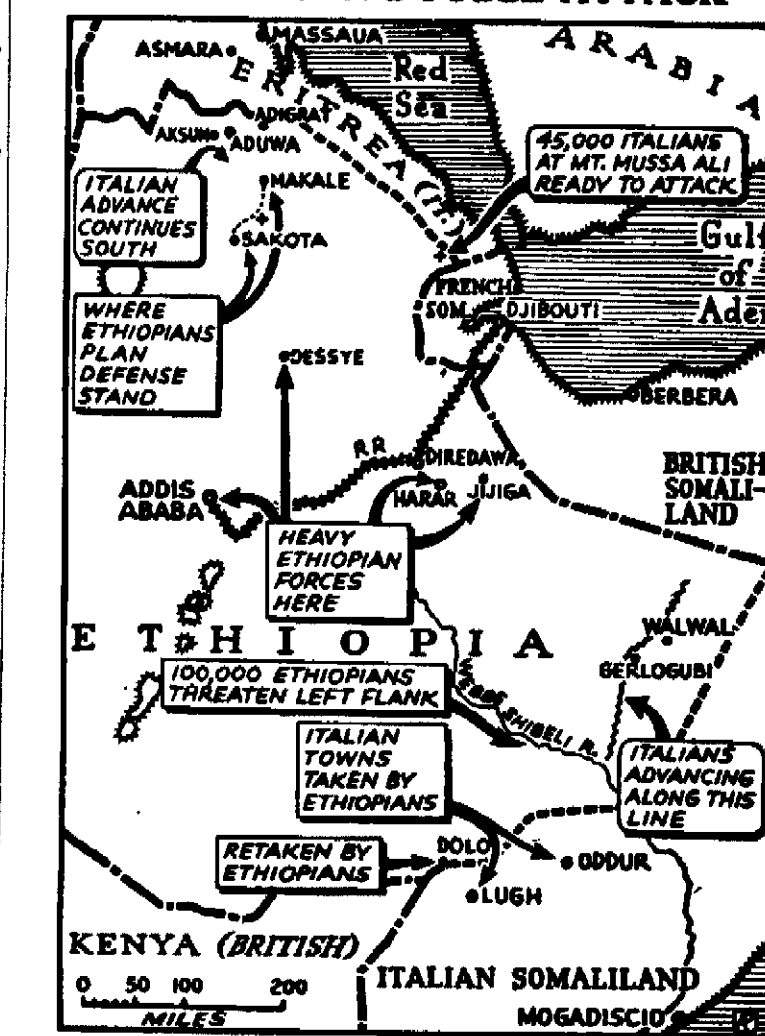 MASSAUA
ASMARA
ARABIA
Red
Sea
ERITREA (IT.)
ADIGRAT
AKSUM
ADUWA
45,000 ITALIANS
AT MT. MUSSA ALI
READY TO ATTACK
ITALIAN
ADVANCE
CONTINUES
SOUTH
MAKALE
SAKOTA
Gulf
of
Aden
WHERE
ETHIOPIANS
PLAN
DEFENSE
STAND
FRENCH
SOM.
DJIBOUTI
DESSYE
BERBERA
RR
DIREDAWA
HARAR
JIJIGA
BRITISH
SOMALI-
LAND
ADDIS
ABABA
HEAVY
ETHIOPIAN
FORCES
HERE
ETHIOPIA
WALWAL
GERLOGUBI
100,000 ETHIOPIANS
THREATEN LEFT FLANK
WEBBE SHIBELI R.
ITALIAN
TOWNS
TAKEN BY
ETHIOPIANS
ITALIANS
ADVANCING
ALONG THIS
LINE
RETAKEN BY
ETHIOPIANS
DOLO
ODDUR
LUGH
KENYA (BRITISH)
0 50 100 200
MILES
ITALIAN SOMALILAND
MOGADISCIO